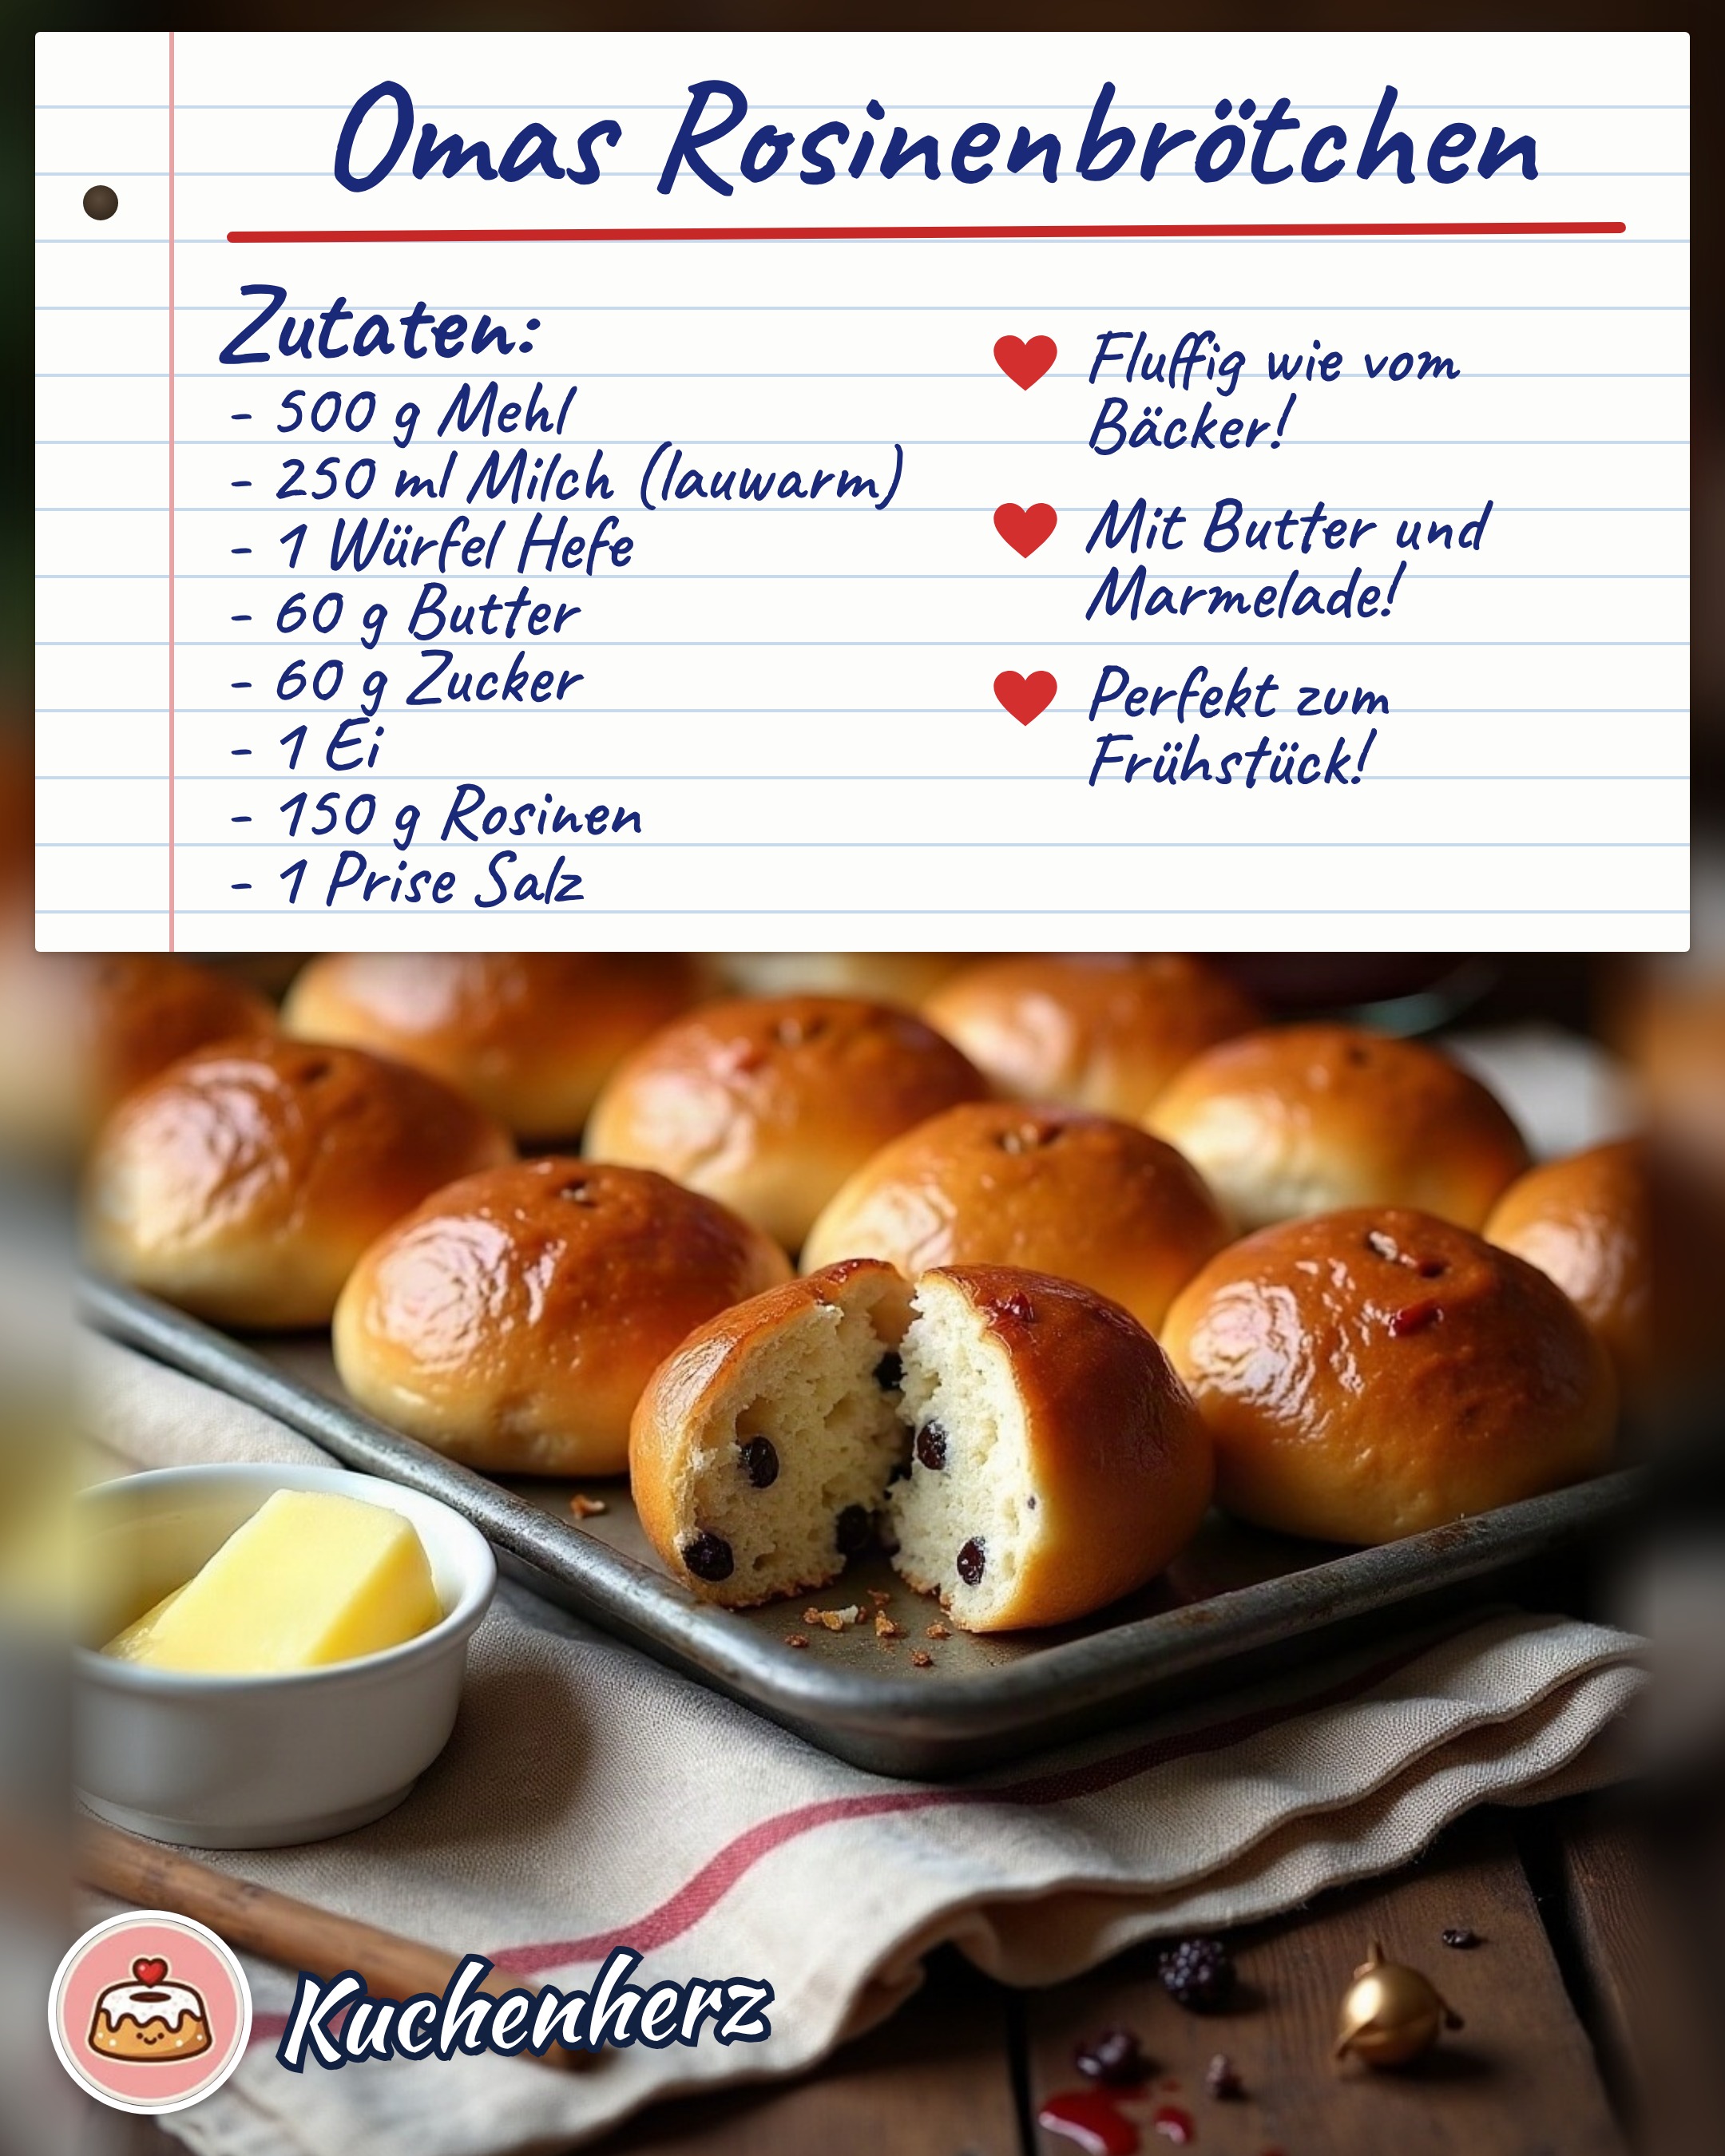 Omas Rosinenbrötchen
Zutaten:
- 500 g Mehl
- 250 ml Milch (lauwarm)
- 1 Würfel Hefe
- 60 g Butter
- 60 g Zucker
- 1 Ei
- 150 g Rosinen
- 1 Prise Salz
Fluffig wie vom
Bäcker!
Mit Butter und
Marmelade!
Perfekt zum
Frühstück!
Kuchenherz